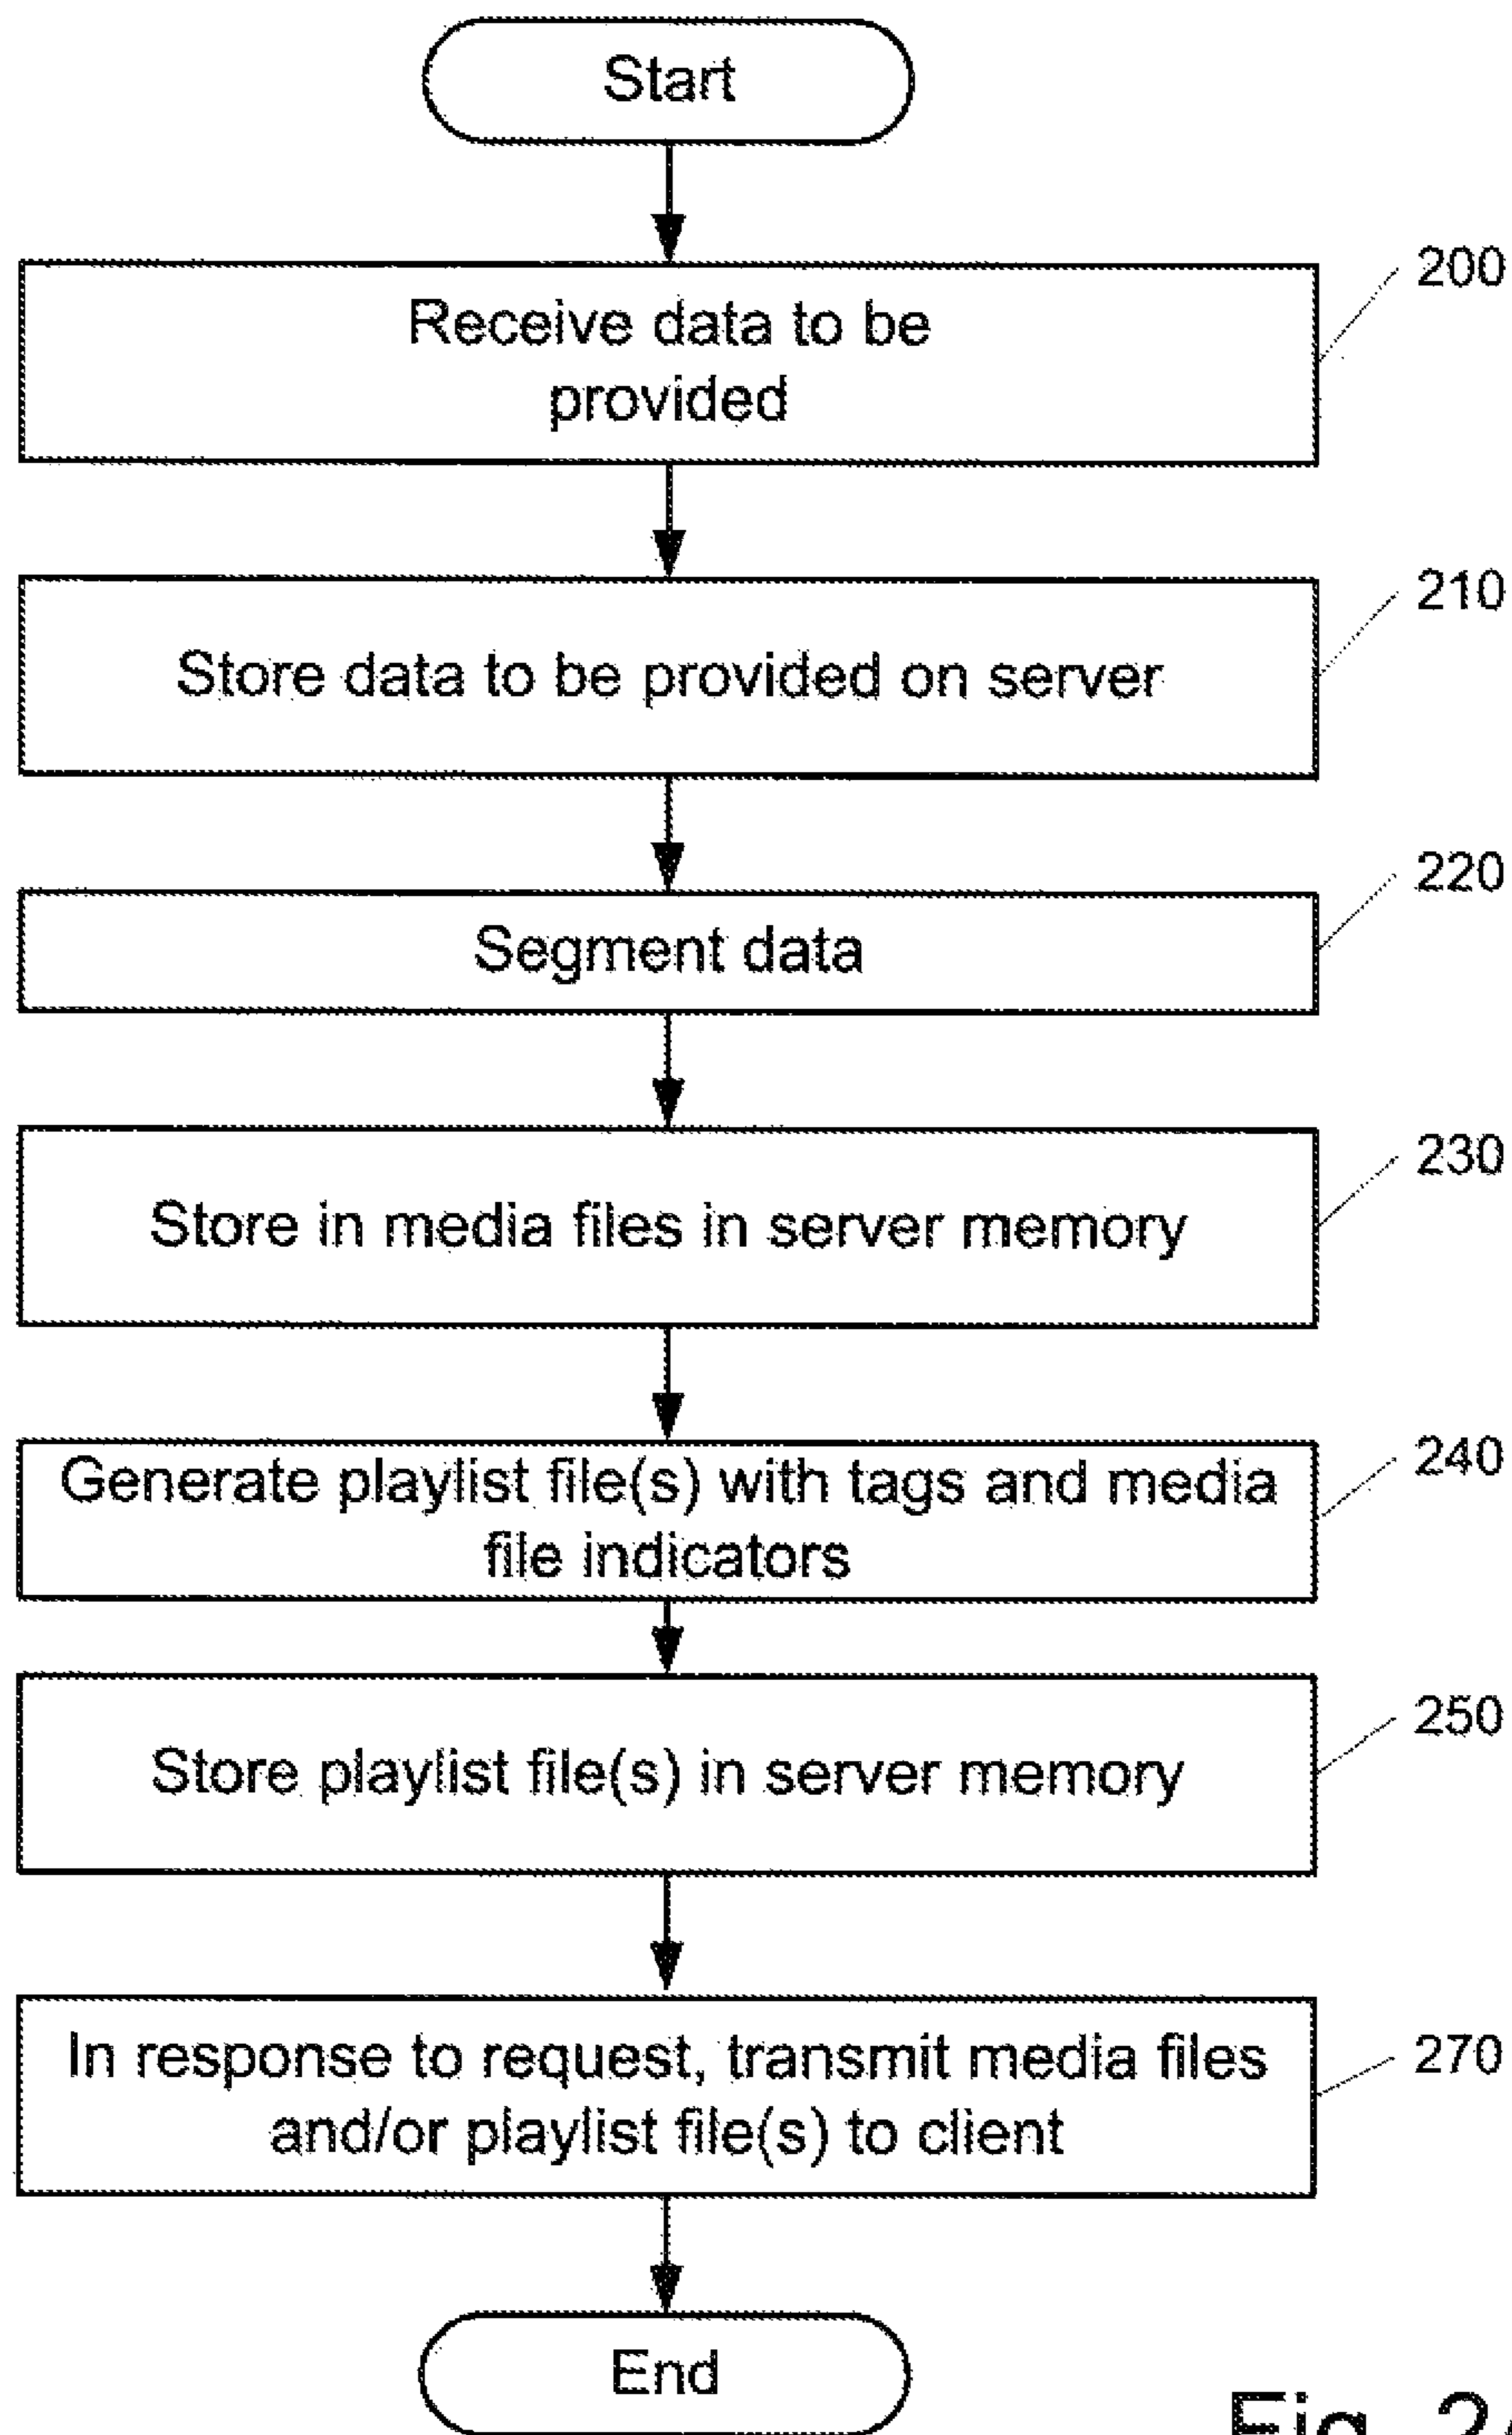 Start
200
Receive data to be
provided
210
Store data to be provided on server
220
Segment data
230
Store in media files in server memory
240
Generate playlist file(s) with tags and media
file indicators
250
Store playlist file(s) in server memory
270
In response to request, transmit media files
and/or playlist file(s) to client
End